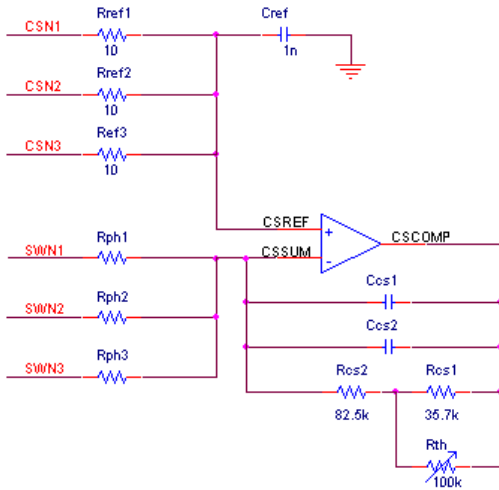 CSN1 Rref1 Cref
10 1n
CSN2 Rref2
10
CSN3 Rref3
10
CSREF
+ CSCOMP
SWN1 Rph1 CSSUM
-
SWN2 Rph2 Ccs1
Ccs2
SWN3 Rph3
Rcs2 Rcs1
82.5k 35.7k
Rth
100k